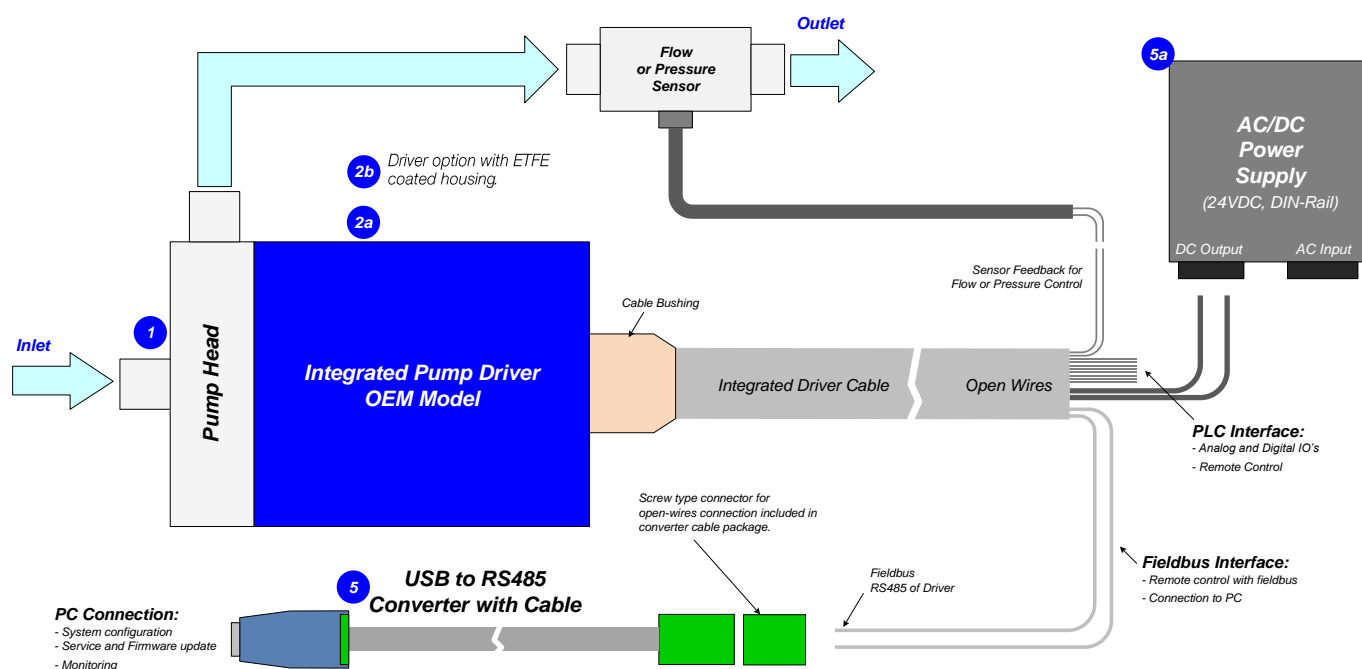 Outlet
Flow
or Pressure
Sensor
5a
AC/DC
Power
Supply
(24VDC, DIN-Rail)
DC Output
AC Input
2b
Driver option with ETFE
coated housing.
2a
Sensor Feedback for
Flow or Pressure Control
Cable Bushing
1
Inlet
Pump Head
Integrated Pump Driver
OEM Model
Integrated Driver Cable
Open Wires
PLC Interface:
- Analog and Digital IO's
- Remote Control
Screw type connector for
open-wires connection included in
converter cable package.
Fieldbus Interface:
- Remote control with fieldbus
- Connection to PC
Fieldbus
RS485 of Driver
5
USB to RS485
Converter with Cable
PC Connection:
- System configuration
- Service and Firmware update
- Monitoring